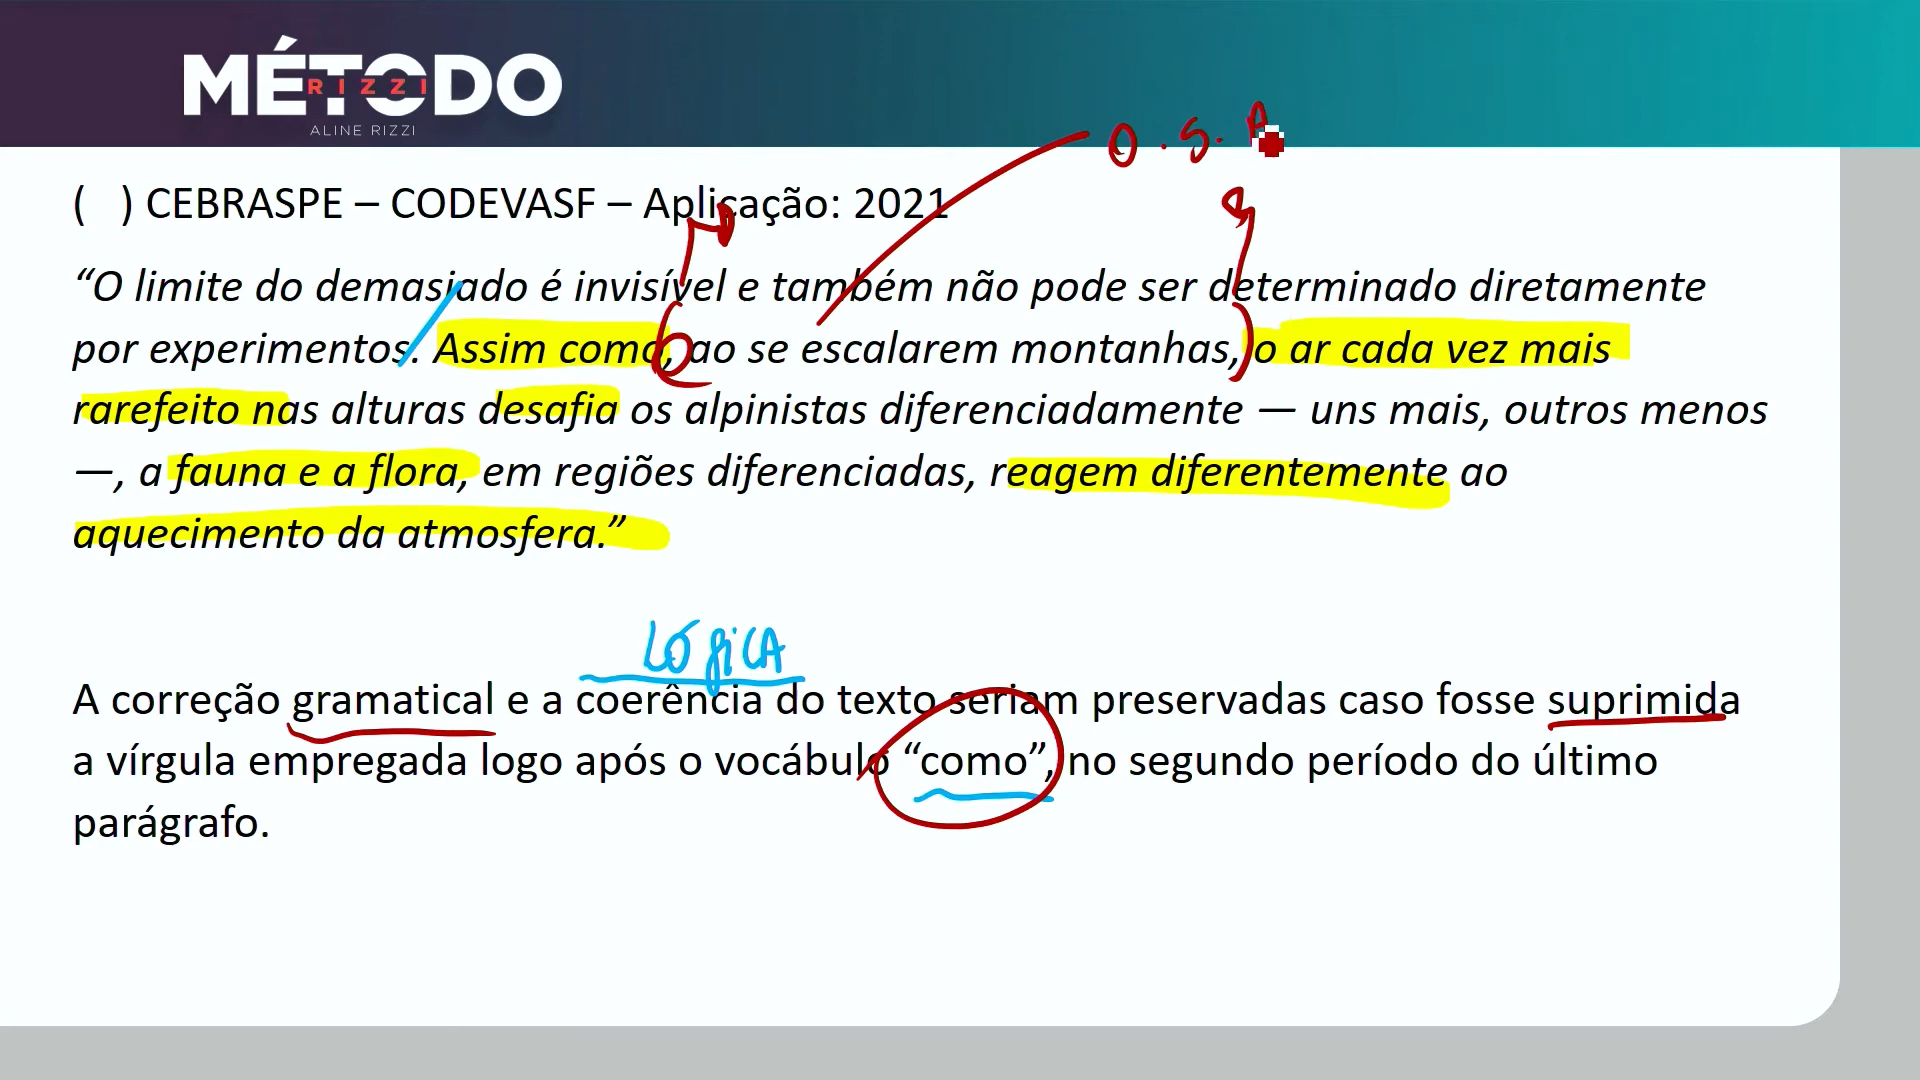 MÉTODO
RIZZI
ALINE RIZZI
O.S.A
( ) CEBRASPE – CODEVASF – Aplicação: 2021
“O limite do demasiado é invisível e também não pode ser determinado diretamente
por experimentos. Assim como, ao se escalarem montanhas, o ar cada vez mais
rarefeito nas alturas desafia os alpinistas diferenciadamente — uns mais, outros menos
—, a fauna e a flora, em regiões diferenciadas, reagem diferentemente ao
aquecimento da atmosfera.”
LÓGICA
A correção gramatical e a coerência do texto seriam preservadas caso fosse suprimida
a vírgula empregada logo após o vocábulo “como”, no segundo período do último
parágrafo.